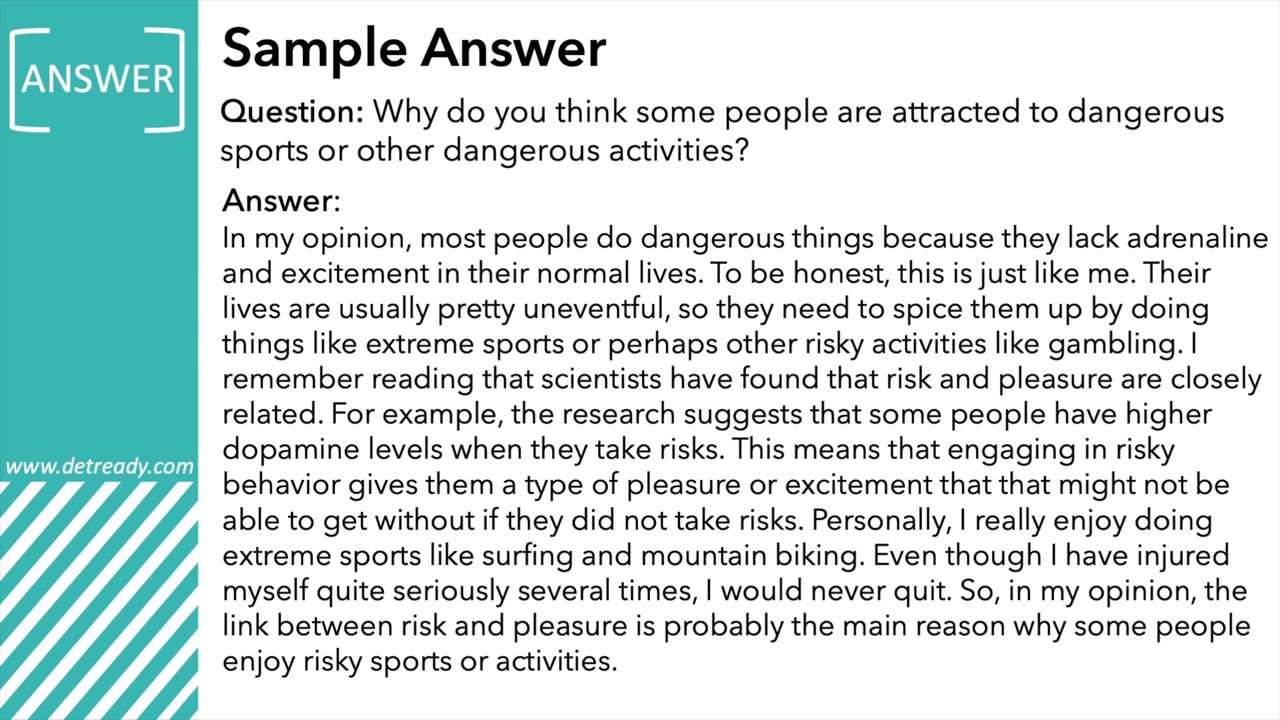 ANSWER
www.detready.com
Sample Answer
Question: Why do you think some people are attracted to dangerous
sports or other dangerous activities?
Answer:
In my opinion, most people do dangerous things because they lack adrenaline
and excitement in their normal lives. To be honest, this is just like me. Their
lives are usually pretty uneventful, so they need to spice them up by doing
things like extreme sports or perhaps other risky activities like gambling. I
remember reading that scientists have found that risk and pleasure are closely
related. For example, the research suggests that some people have higher
dopamine levels when they take risks. This means that engaging in risky
behavior gives them a type of pleasure or excitement that that might not be
able to get without if they did not take risks. Personally, I really enjoy doing
extreme sports like surfing and mountain biking. Even though I have injured
myself quite seriously several times, I would never quit. So, in my opinion, the
link between risk and pleasure is probably the main reason why some people
enjoy risky sports or activities.